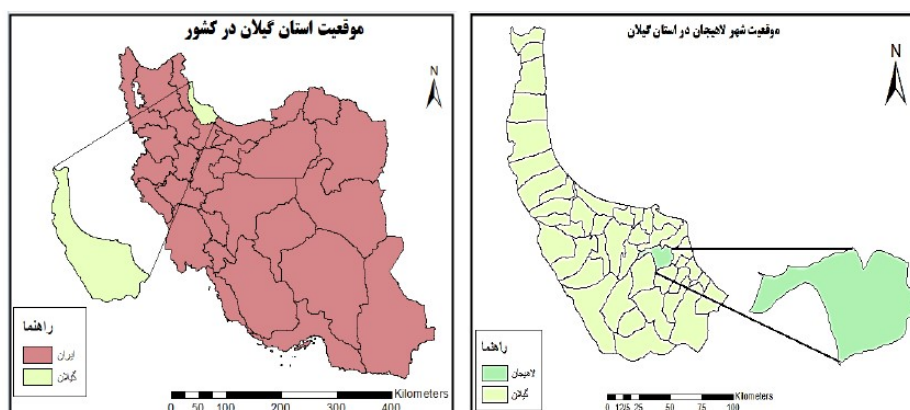 موقعیت استان گیلان در کشور
N
راهنما
ایران
گیلان
Kilometers
0 50 100 200 300 400
موقعیت شهر لاهیجان در استان گیلان
N
راهنما
لاهیجان
گیلان
Kilometers
0 12/5 25 50 75 100